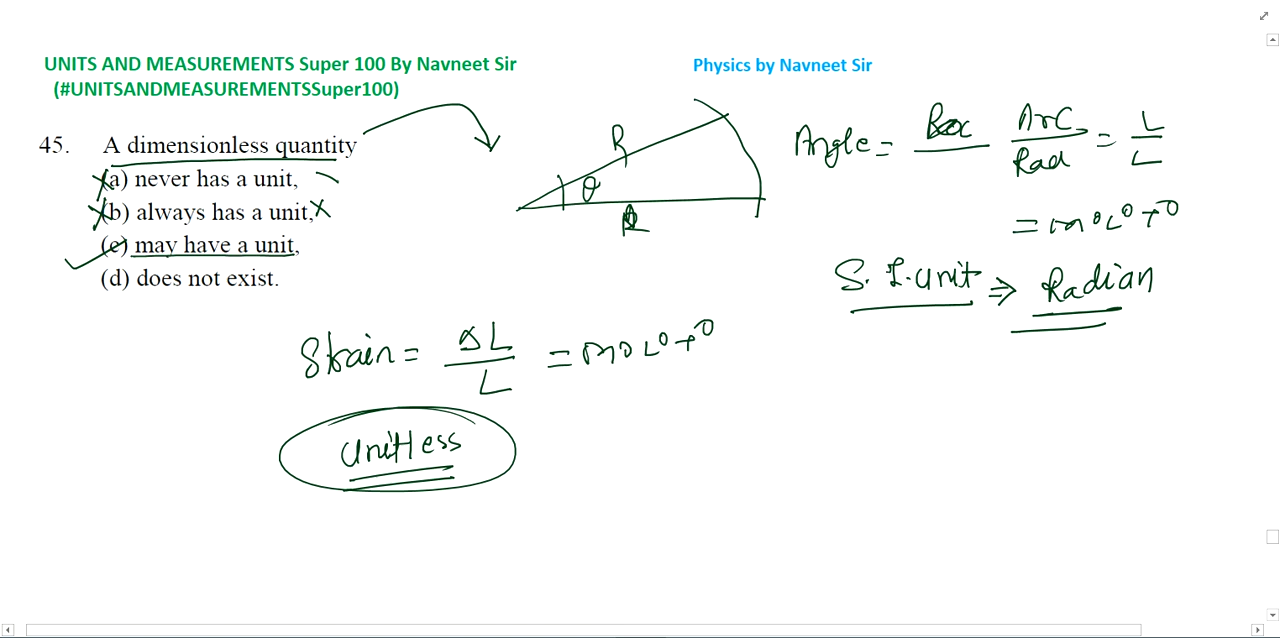 UNITS AND MEASUREMENTS Super 100 By Navneet Sir
(#UNITSANDMEASUREMENTSSuper100)
Physics by Navneet Sir
45. A dimensionless quantity
(a) never has a unit,
(b) always has a unit,
(c) may have a unit,
(d) does not exist.
R
θ
Angle = Arc/Rad = L/L
= M⁰L⁰T⁰
S.I. unit ⇒ Radian
Strain = ΔL/L = M⁰L⁰T⁰
Unitless